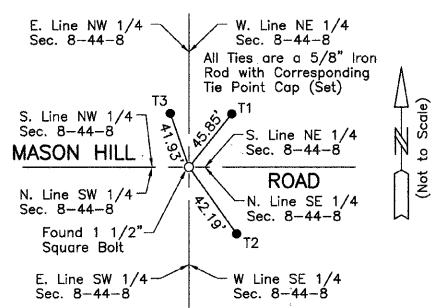 E. Line NW 1/4
Sec. 8-44-8
W. Line NE 1/4
Sec. 8-44-8
All Ties are a 5/8" Iron
Rod with Corresponding
Tie Point Cap (Set)
T3
T1
S. Line NW 1/4
Sec. 8-44-8
41.93'
45.85'
S. Line NE 1/4
Sec. 8-44-8
MASON HILL
ROAD
N. Line SW 1/4
Sec. 8-44-8
N. Line SE 1/4
Sec. 8-44-8
42.19'
Found 1 1/2"
Square Bolt
T2
E. Line SW 1/4
Sec. 8-44-8
W Line SE 1/4
Sec. 8-44-8
N
(Not to Scale)